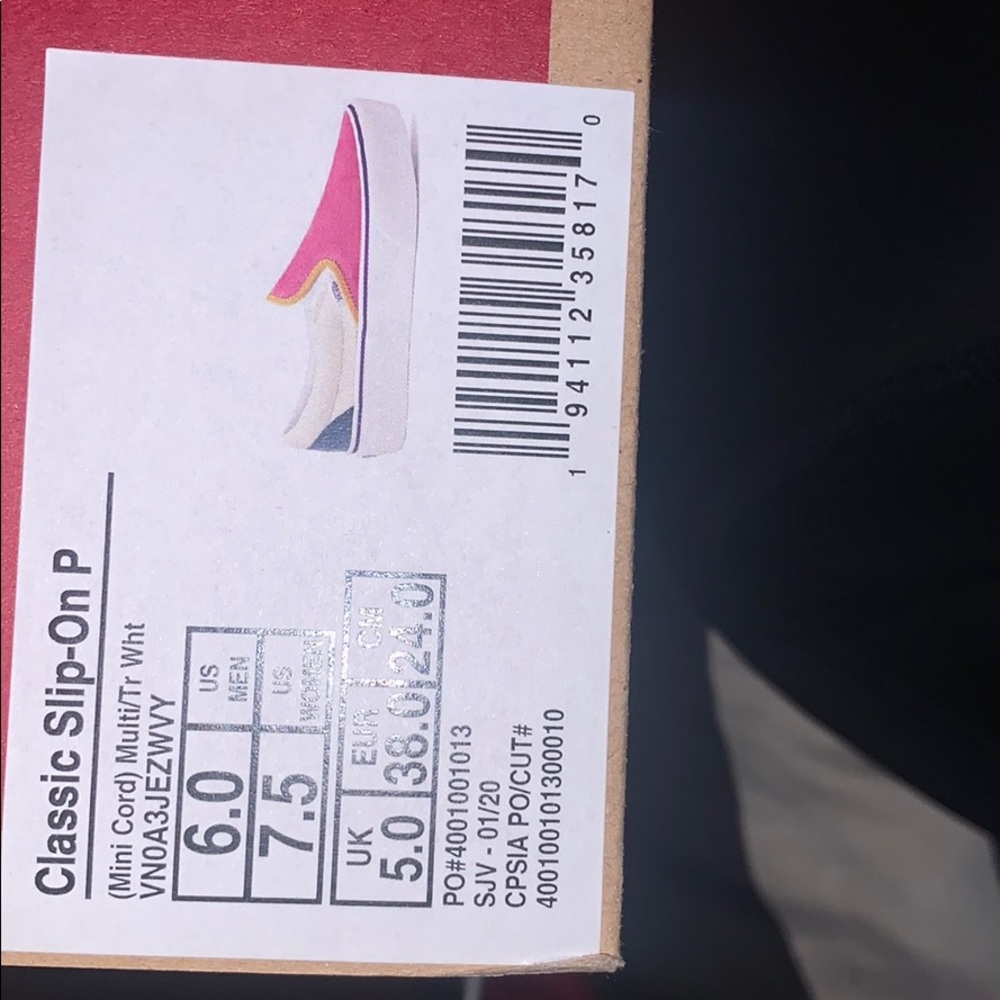 Classic Slip-On P
(Mini Cord) Multi/Tr Wht
VN0A3JEZWVY
6.0 US MEN
7.5 US WOMEN
UK EUR CM
5.0 38.0 24.0
PO#4001001013
SJV - 01/20
CPSIA PO/CUT#
400100101300010
1 94112 35817 0